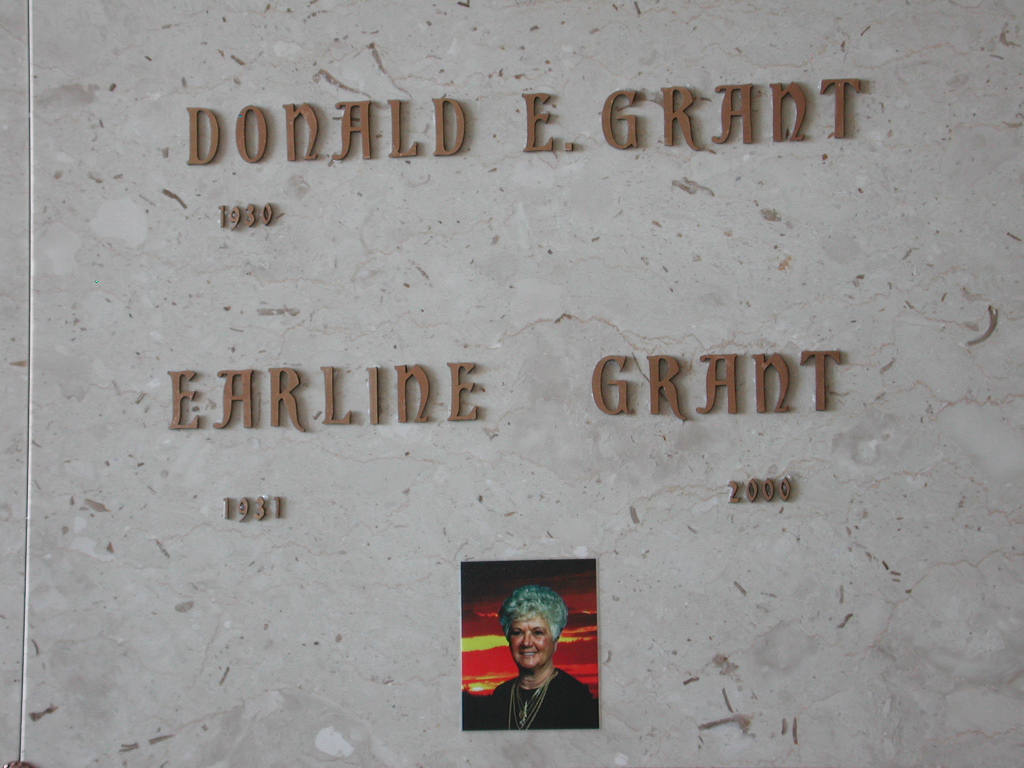 DONALD E. GRANT
1930
EARLINE GRANT
1931 2000